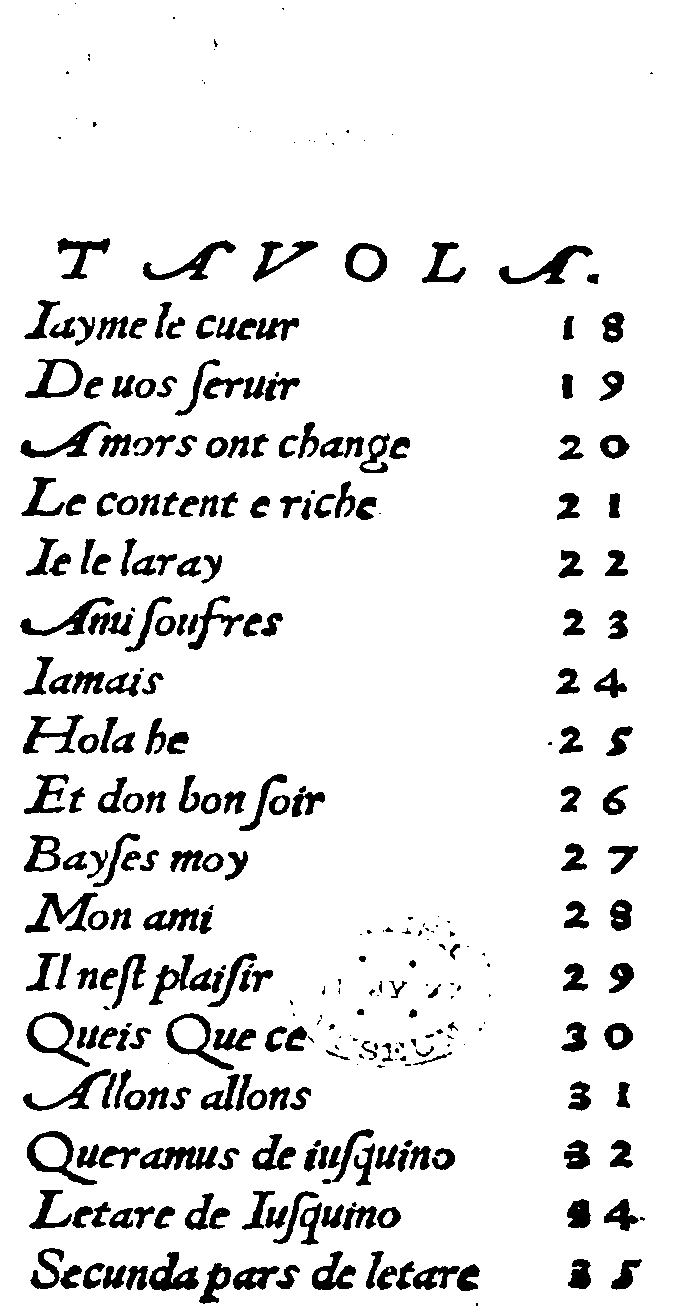 TAVOLA.
Iayme le cueur 18
De uos ſeruir 19
Amors ont change 20
Le content e riche 21
Ie le laray 22
Ami ſoufres 23
Iamais 24
Hola he 25
Et don bon ſoir 26
Bayſes moy 27
Mon ami 28
Il neſt plaiſir 29
Queis Que ce 30
Allons allons 31
Queramus de iuſquino 32
Letare de Iuſquino 34
Secunda pars de letare 35